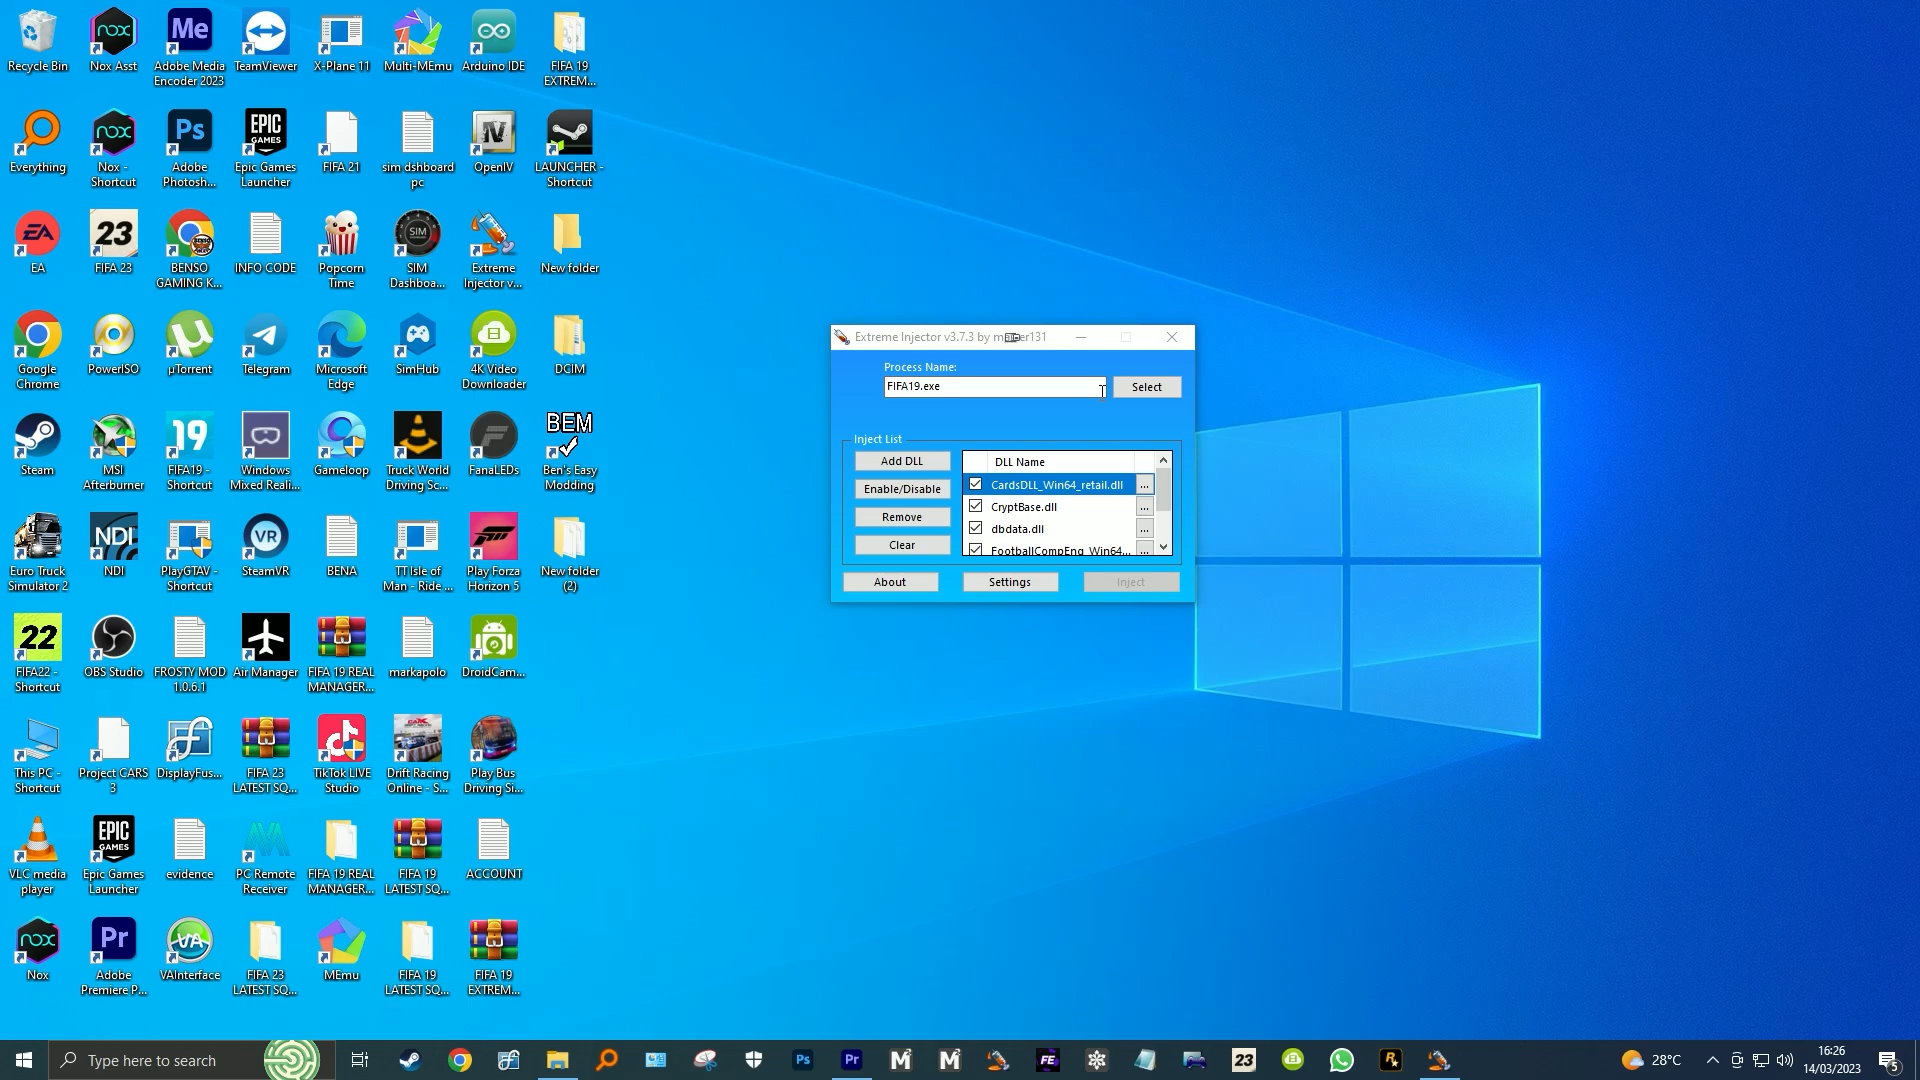 Recycle Bin
Nox Asst
Adobe Media
Encoder 2023
TeamViewer
X-Plane 11
Multi-MEmu
Arduino IDE
FIFA 19
EXTREM...
Everything
Nox -
Shortcut
Adobe
Photosh...
Epic Games
Launcher
FIFA 21
sim dshboard
pc
OpenIV
LAUNCHER -
Shortcut
EA
FIFA 23
BENSO
GAMING K...
INFO CODE
Popcorn
Time
SIM
Dashboa...
Extreme
Injector v...
New folder
Google
Chrome
PowerISO
µTorrent
Telegram
Microsoft
Edge
SimHub
4K Video
Downloader
DCIM
Steam
MSI
Afterburner
FIFA19 -
Shortcut
Windows
Mixed Reali...
Gameloop
Truck World
Driving Sc...
FanaLEDs
BEM
Ben's Easy
Modding
Euro Truck
Simulator 2
NDI
PlayGTAV -
Shortcut
SteamVR
BENA
TT Isle of
Man - Ride ...
Play Forza
Horizon 5
New folder
(2)
FIFA22 -
Shortcut
OBS Studio
FROSTY MOD
1.0.6.1
Air Manager
FIFA 19 REAL
MANAGER...
markapolo
DroidCam...
This PC -
Shortcut
Project CARS
3
DisplayFus...
FIFA 23
LATEST SQ...
TikTok LIVE
Studio
Drift Racing
Online - S...
Play Bus
Driving Si...
VLC media
player
Epic Games
Launcher
evidence
PC Remote
Receiver
FIFA 19 REAL
MANAGER...
FIFA 19
LATEST SQ...
ACCOUNT
Nox
Adobe
Premiere P...
VAInterface
FIFA 23
LATEST SQ...
MEmu
FIFA 19
LATEST SQ...
FIFA 19
EXTREM...
Extreme Injector v3.7.3 by
Process Name:
FIFA19.exe
Select
Inject List
Add DLL
Enable/Disable
Remove
Clear
DLL Name
CardsDLL_Win64_retail.dll
...
CryptBase.dll
...
dbdata.dll
...
FootballCompEng_Win64...
...
About
Settings
Inject
Type here to search
28°C
16:26
14/03/2023
5